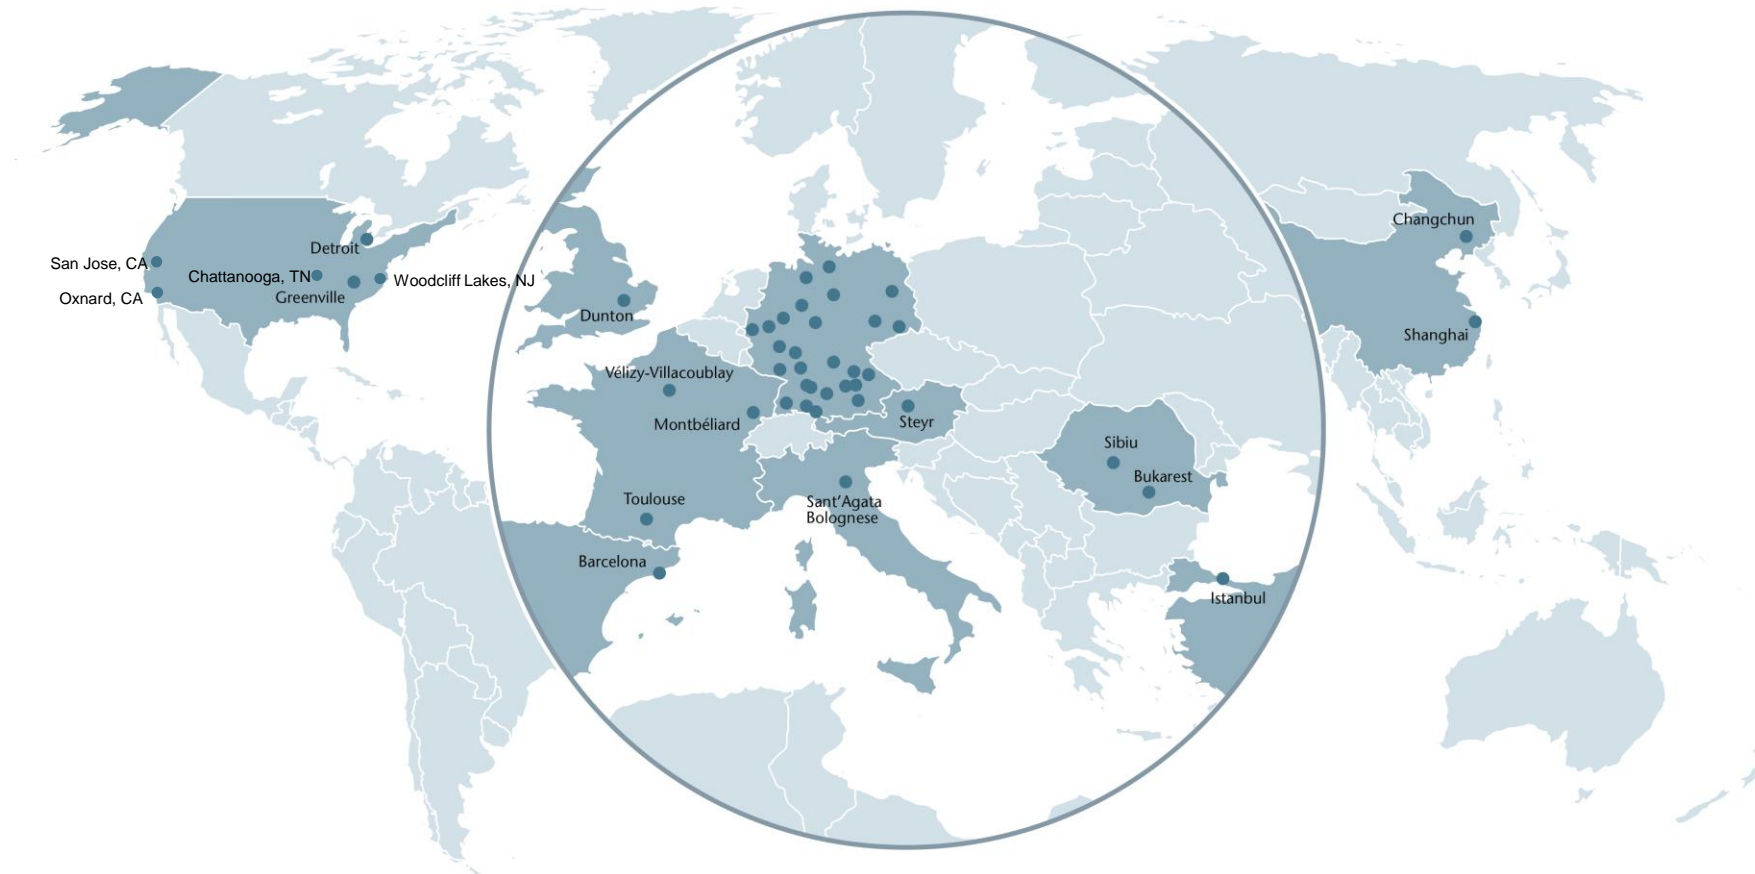 Detroit
San Jose, CA
Chattanooga, TN
Woodcliff Lakes, NJ
Oxnard, CA
Greenville
Dunton
Vélizy-Villacoublay
Montbéliard
Steyr
Toulouse
Sant'Agata
Bolognese
Barcelona
Sibiu
Bukarest
Istanbul
Changchun
Shanghai